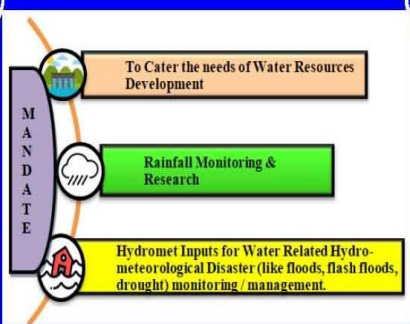 M
A
N
D
A
T
E
To Cater the needs of Water Resources
Development
Rainfall Monitoring &
Research
Hydromet Inputs for Water Related Hydro-
meteorological Disaster (like floods, flash floods,
drought) monitoring / management.